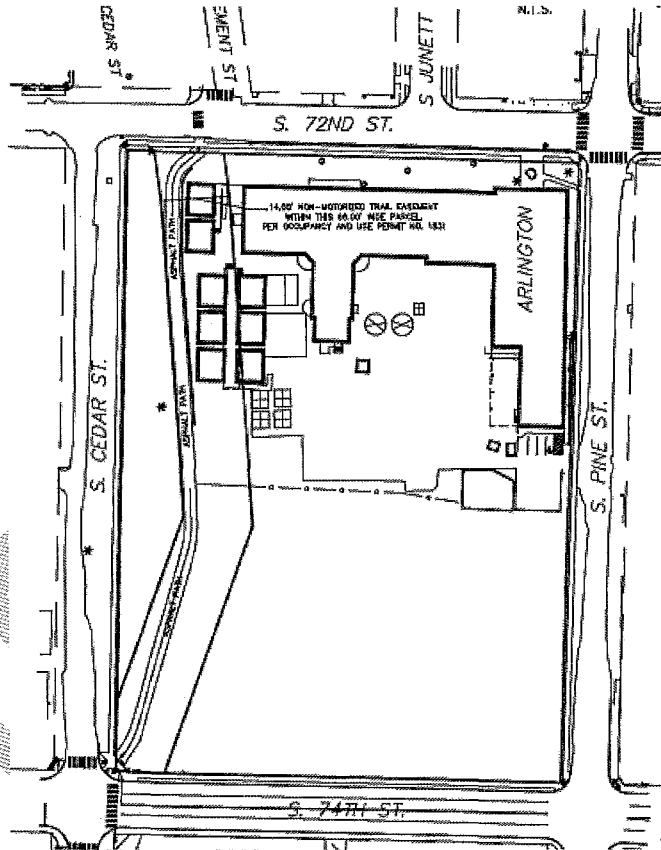 N.T.S.
CEDAR ST
EMENT ST
S JUNETT
S. 72ND ST.
14.00' NON-MOTORIZED TRAIL EASEMENT
WITHIN THIS 60.00' WIDE PARCEL
PER OCCUPANCY AND USE PERMIT NO.
ARLINGTON
ASPHALT PATH
S. CEDAR ST.
ASPHALT PATH
S. PINE ST.
ASPHALT PATH
S. 74TH ST.